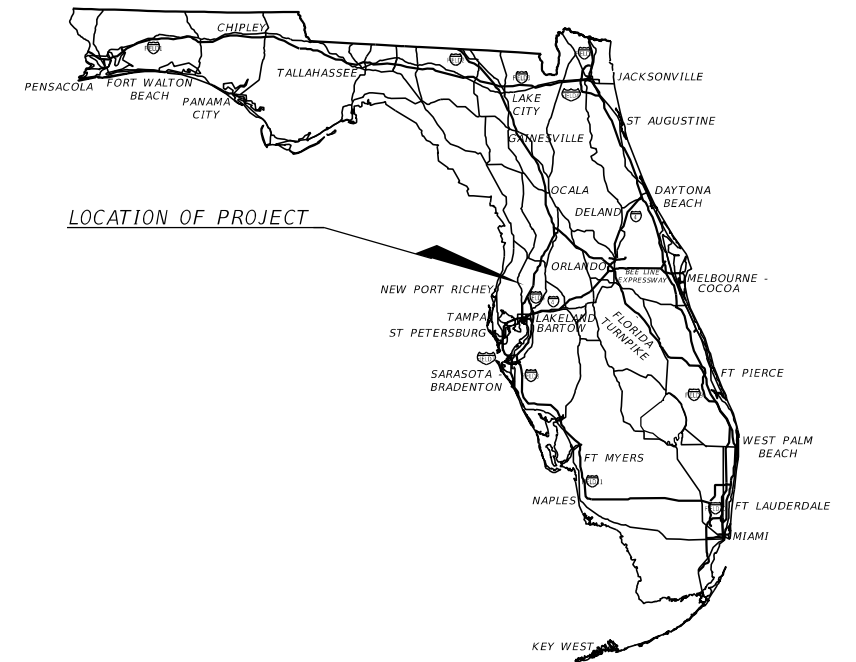 CHIPLEY
TALLAHASSEE
JACKSONVILLE
PENSACOLA
FORT WALTON
BEACH
PANAMA
CITY
LAKE
CITY
ST AUGUSTINE
GAINESVILLE
OCALA
DAYTONA
BEACH
DELAND
LOCATION OF PROJECT
ORLANDO
BEE LINE
EXPRESSWAY
MELBOURNE -
COCOA
NEW PORT RICHEY
TAMPA
LAKELAND
BARTOW
ST PETERSBURG
FLORIDA
TURNPIKE
SARASOTA -
BRADENTON
FT PIERCE
WEST PALM
BEACH
FT MYERS
NAPLES
FT LAUDERDALE
MIAMI
KEY WEST